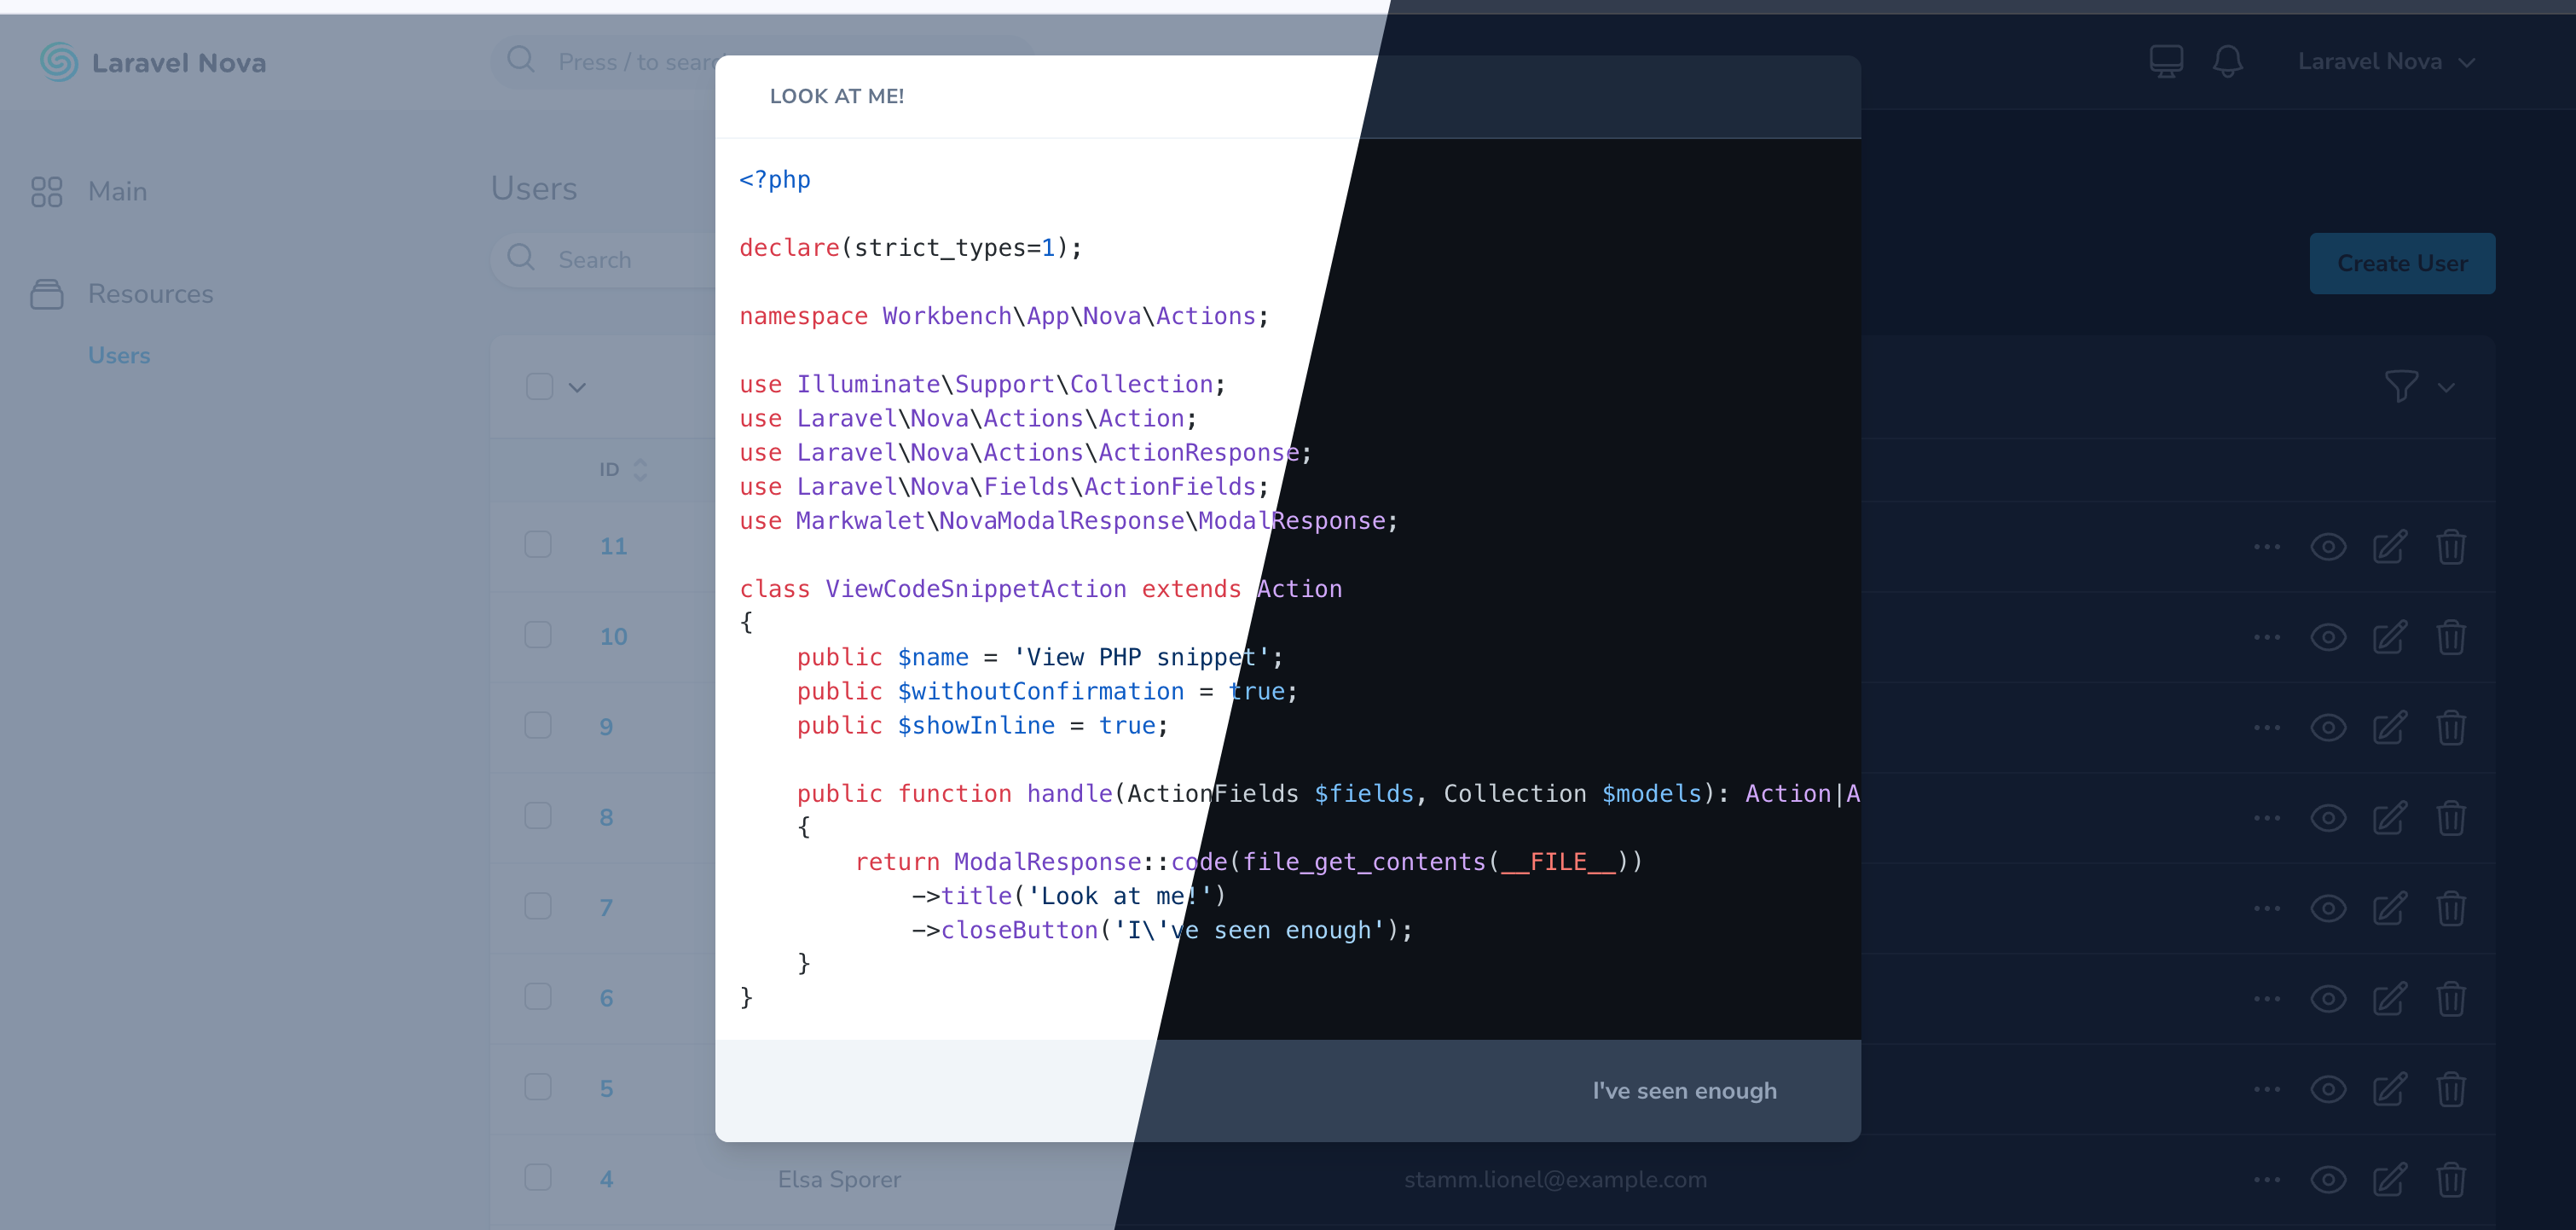 Laravel Nova
Press / to searc
Laravel Nova
LOOK AT ME!
Main
Resources
Users
Users
Search
Create User
ID
11
10
9
8
7
6
5
4
Elsa Sporer
stamm.lionel@example.com
<?php
declare(strict_types=1);
namespace Workbench\App\Nova\Actions;
use Illuminate\Support\Collection;
use Laravel\Nova\Actions\Action;
use Laravel\Nova\Actions\ActionResponse;
use Laravel\Nova\Fields\ActionFields;
use Markwalet\NovaModalResponse\ModalResponse;
class ViewCodeSnippetAction extends Action
{
    public $name = 'View PHP snippet';
    public $withoutConfirmation = true;
    public $showInline = true;
    public function handle(ActionFields $fields, Collection $models): Action|A
    {
        return ModalResponse::code(file_get_contents(__FILE__))
            ->title('Look at me!')
            ->closeButton('I\'ve seen enough');
    }
}
I've seen enough